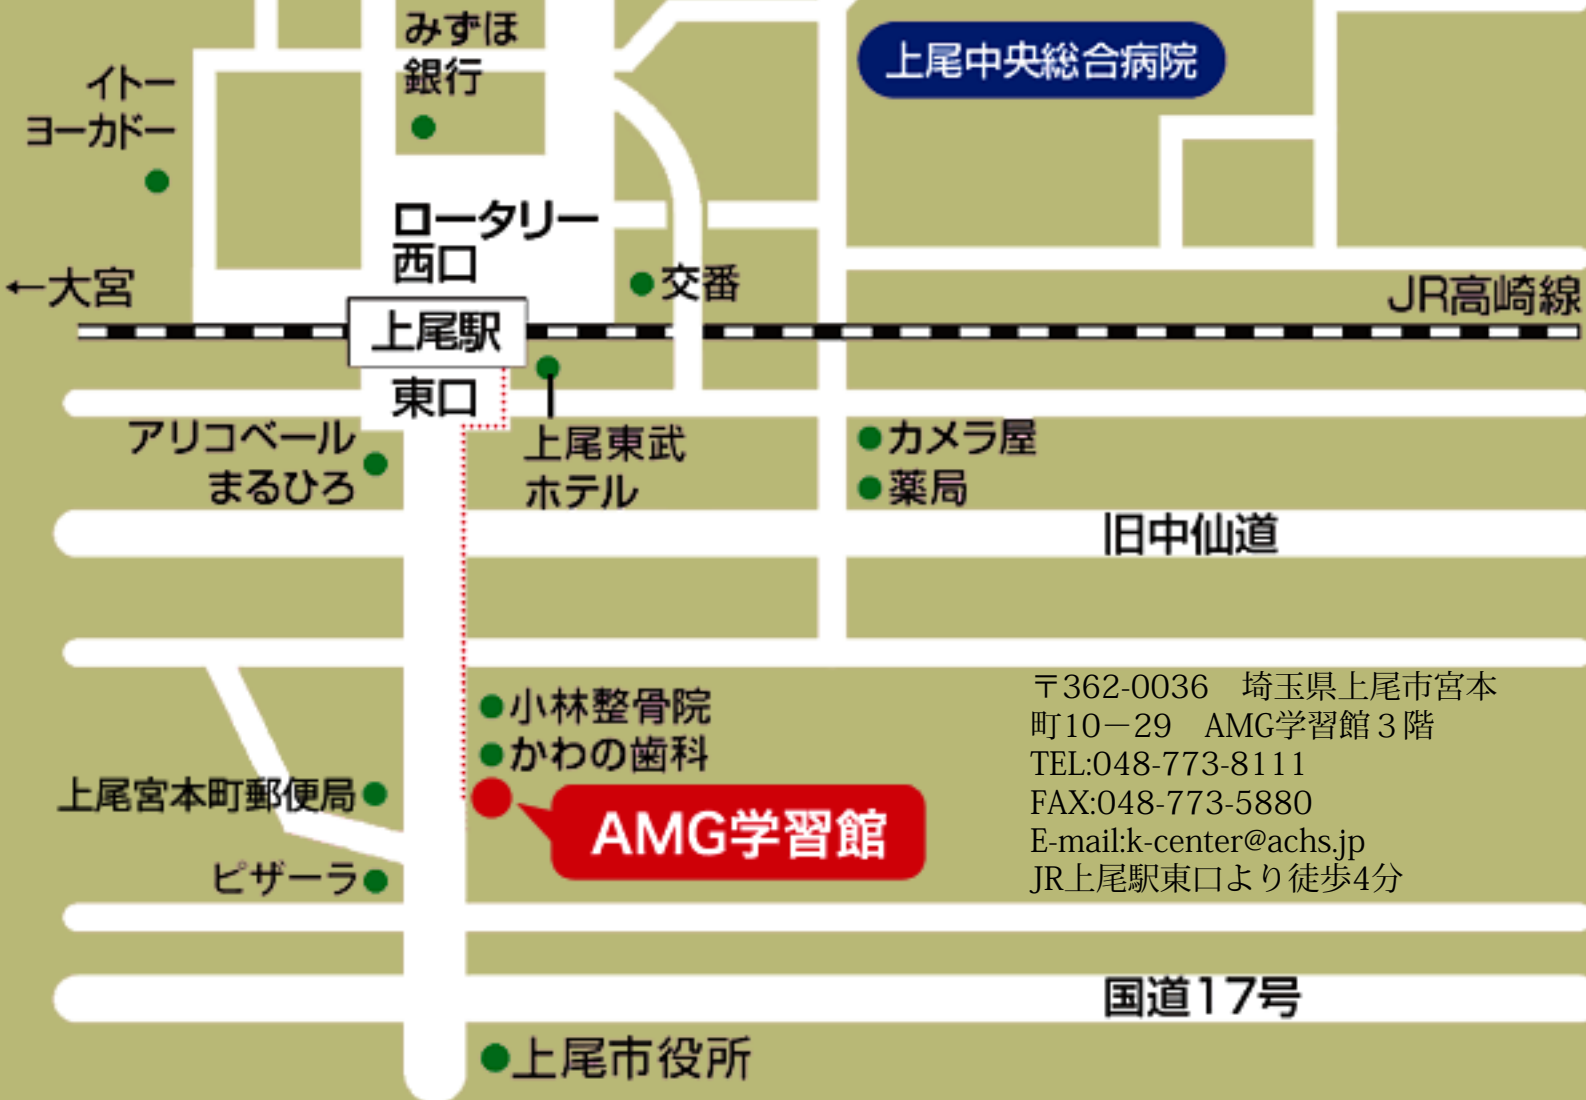 みずほ
銀行
上尾中央総合病院
イトー
ヨーカドー
ロータリー
西口
←大宮
交番
JR高崎線
上尾駅
東口
アリコベール
まるひろ
上尾東武
ホテル
カメラ屋
薬局
旧中仙道
小林整骨院
かわの歯科
上尾宮本町郵便局
AMG学習館
ピザーラ
〒362-0036　埼玉県上尾市宮本
町10－29　AMG学習館３階
TEL:048-773-8111
FAX:048-773-5880
E-mail:k-center@achs.jp
JR上尾駅東口より徒歩4分
国道17号
上尾市役所